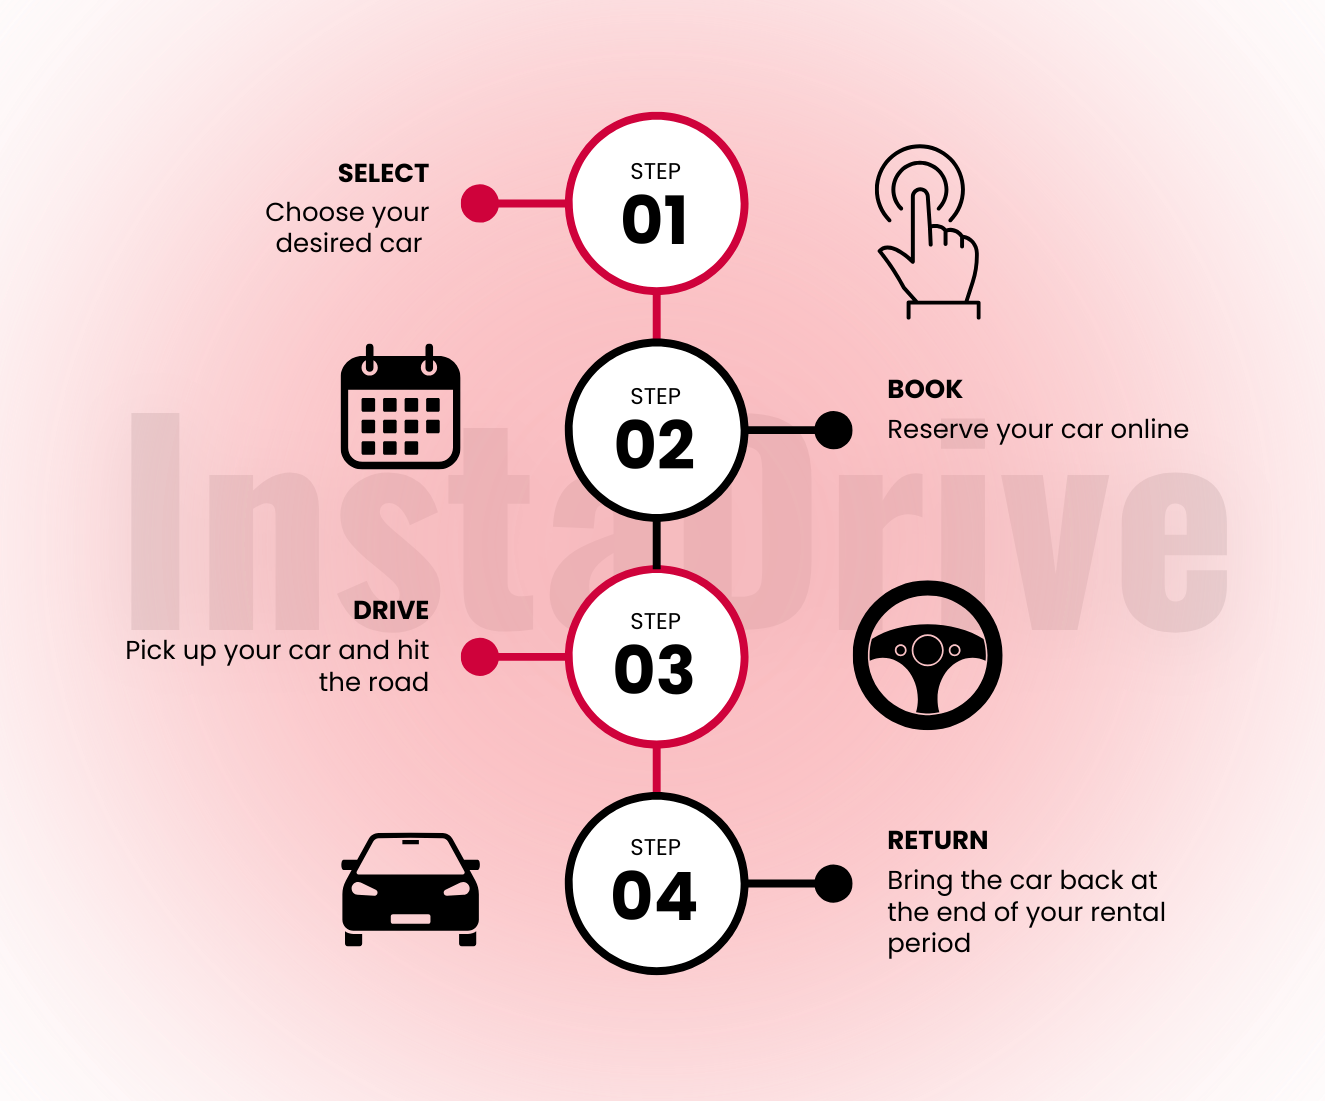 STEP
01
SELECT
Choose your
desired car
STEP
02
BOOK
Reserve your car online
InstaDrive
STEP
03
DRIVE
Pick up your car and hit
the road
STEP
04
RETURN
Bring the car back at
the end of your rental
period